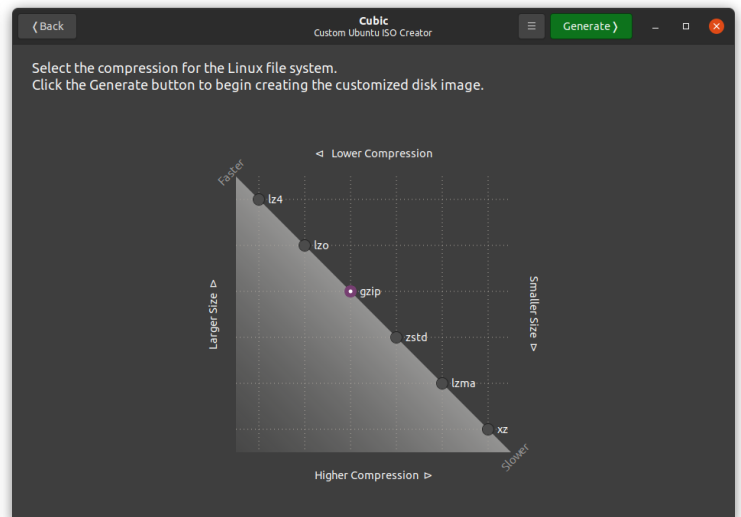 ❬Back
Cubic
Custom Ubuntu ISO Creator
☰
Generate❭
Select the compression for the Linux file system.
Click the Generate button to begin creating the customized disk image.
⊲ Lower Compression
Faster
lz4
lzo
gzip
zstd
lzma
xz
Larger Size ⊲
Smaller Size ⊳
Slower
Higher Compression ⊳